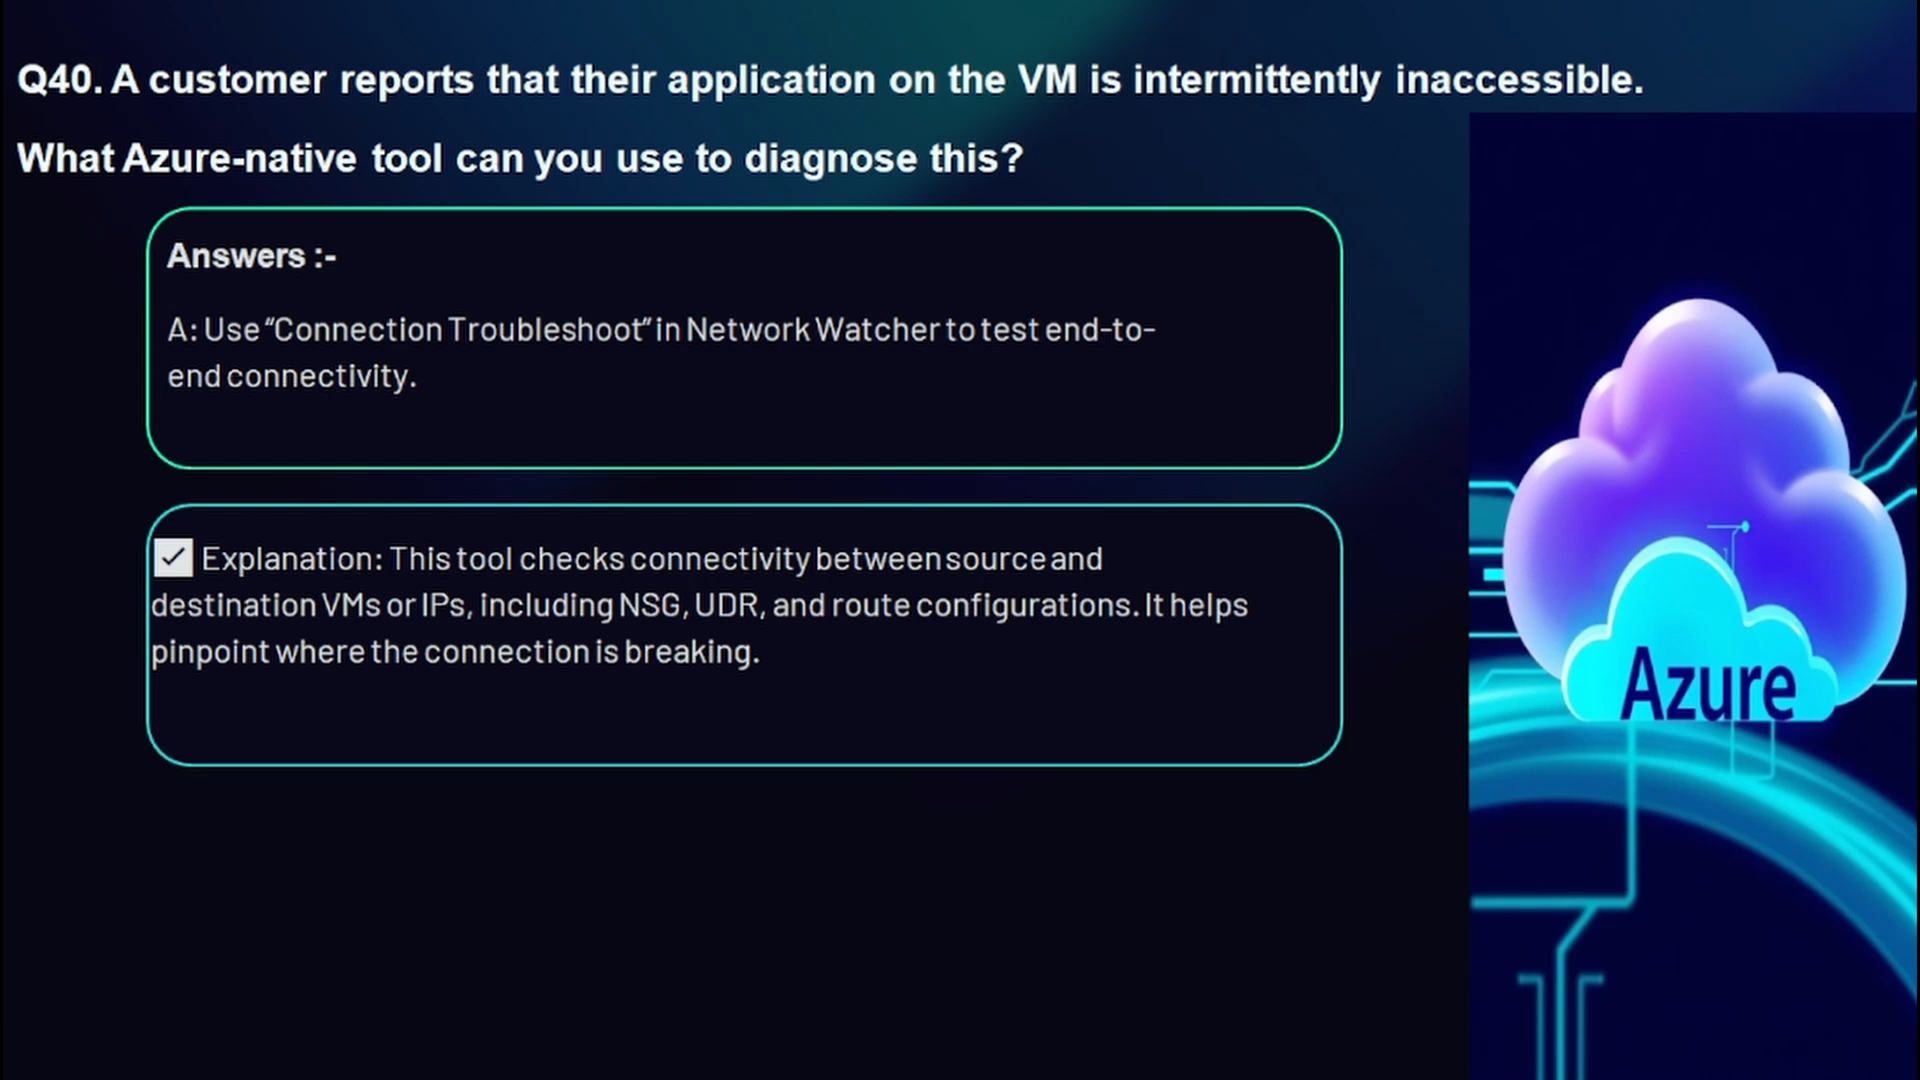 Q40. A customer reports that their application on the VM is intermittently inaccessible.
What Azure-native tool can you use to diagnose this?
Answers :-
A: Use “Connection Troubleshoot” in Network Watcher to test end-to-
end connectivity.
✓ Explanation: This tool checks connectivity between source and
destination VMs or IPs, including NSG, UDR, and route configurations. It helps
pinpoint where the connection is breaking.
Azure